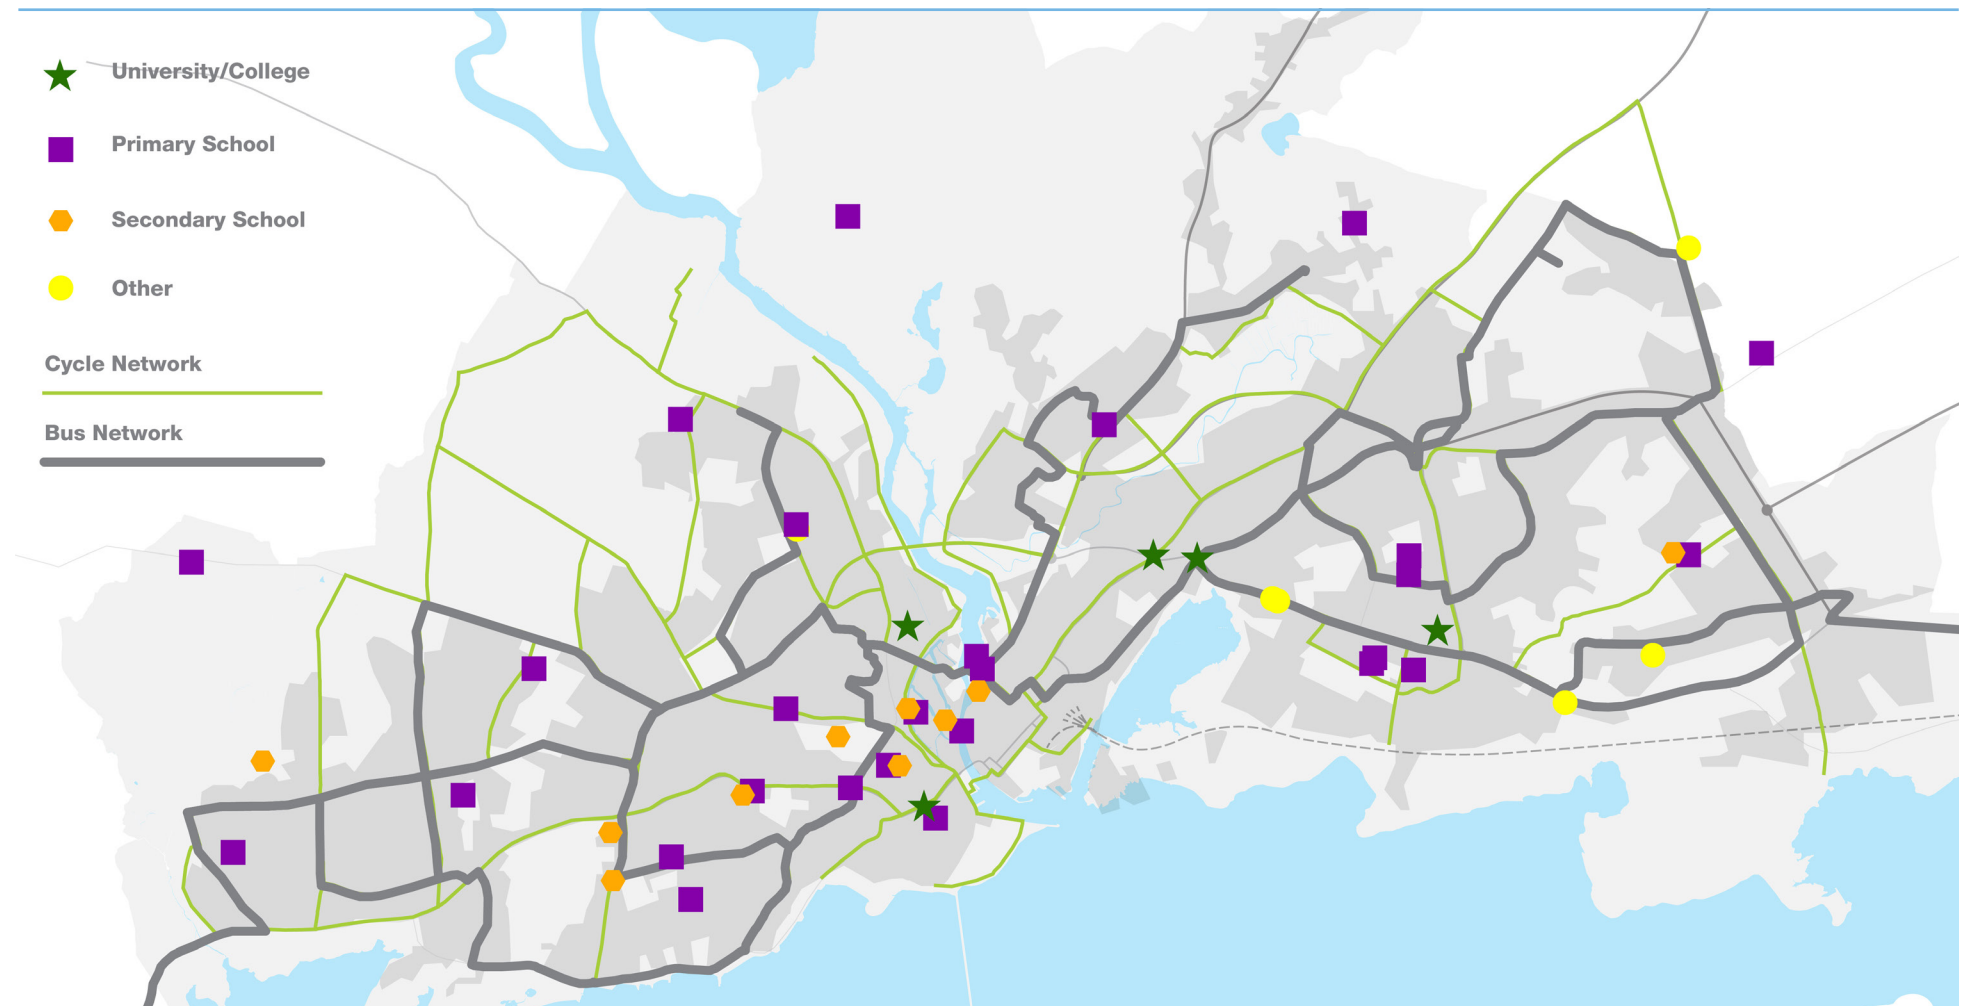 University/College
Primary School
Secondary School
Other
Cycle Network
Bus Network